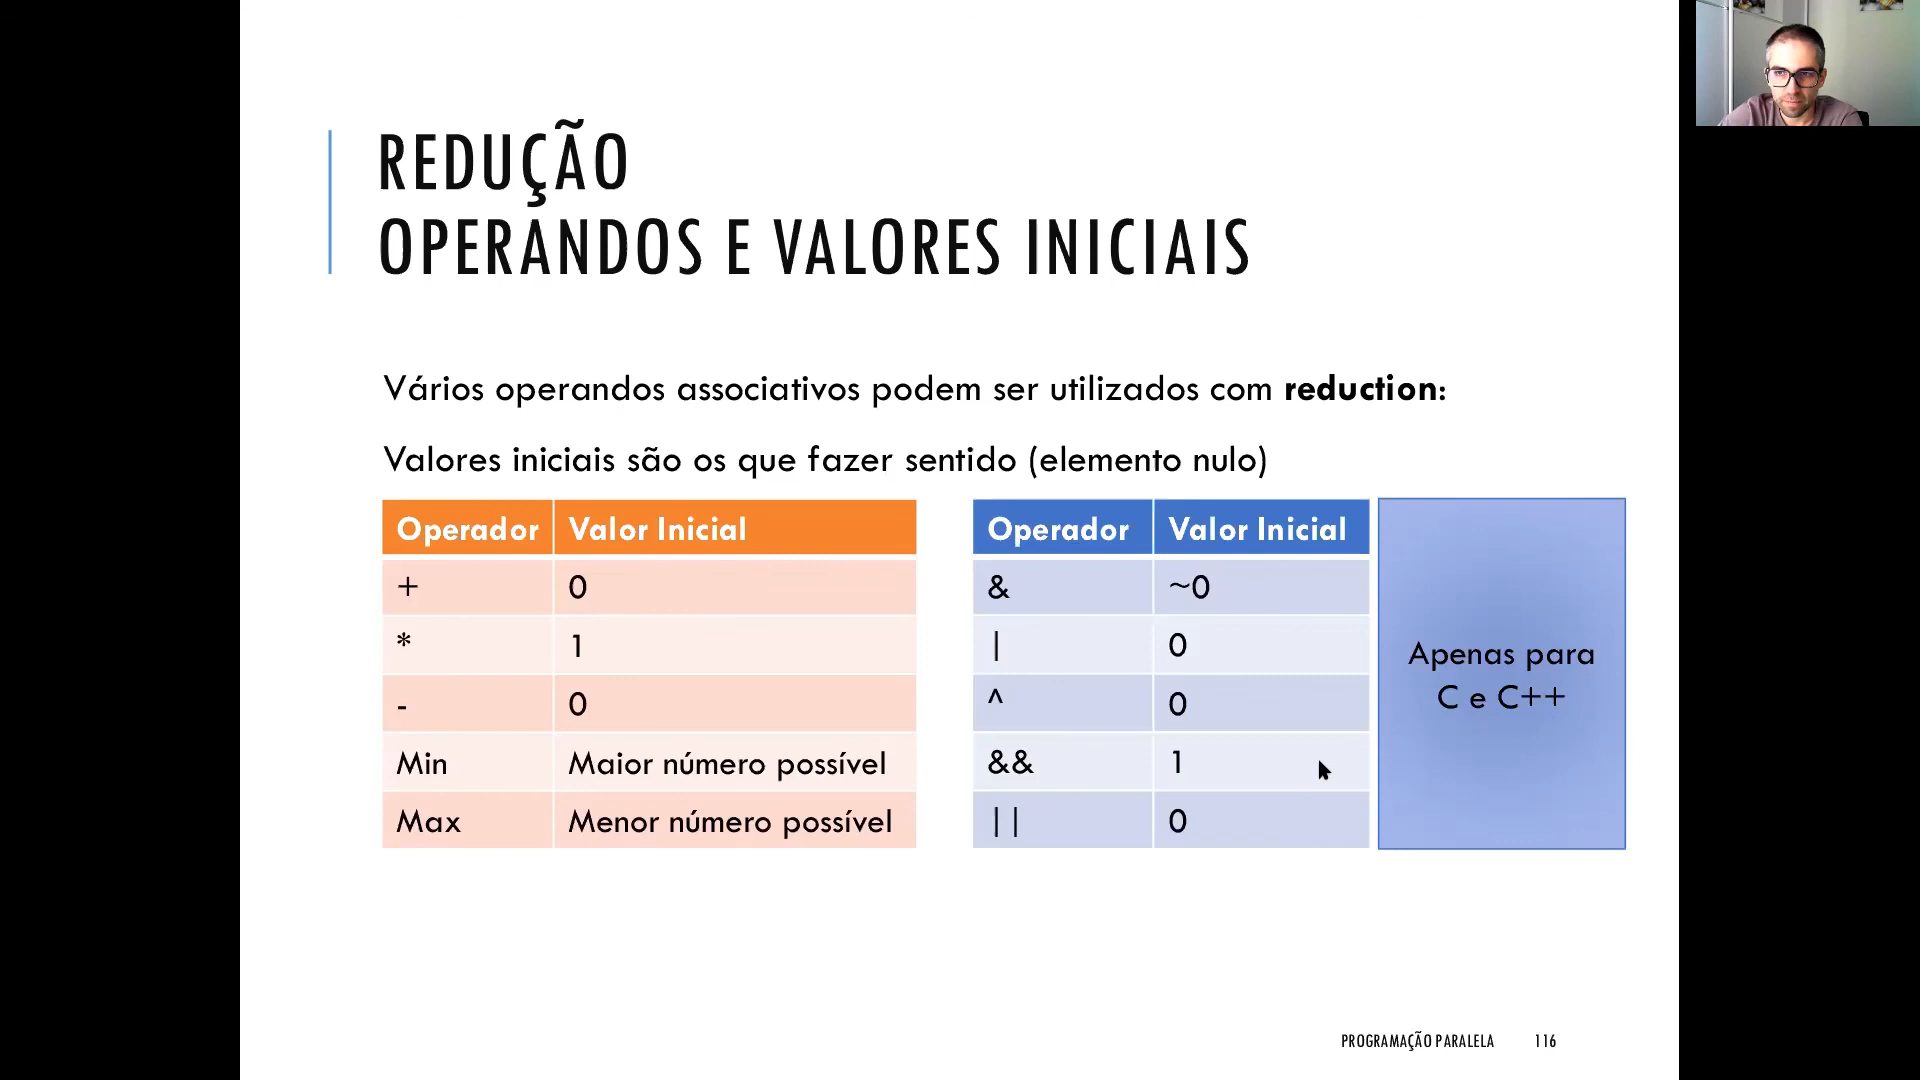 REDUÇÃO
OPERANDOS E VALORES INICIAIS
Vários operandos associativos podem ser utilizados com reduction:
Valores iniciais são os que fazer sentido (elemento nulo)
Operador Valor Inicial
+ 0
* 1
- 0
Min Maior número possível
Max Menor número possível
Operador Valor Inicial
& ~0
| 0
^ 0
&& 1
|| 0
Apenas para
C e C++
PROGRAMAÇÃO PARALELA 116